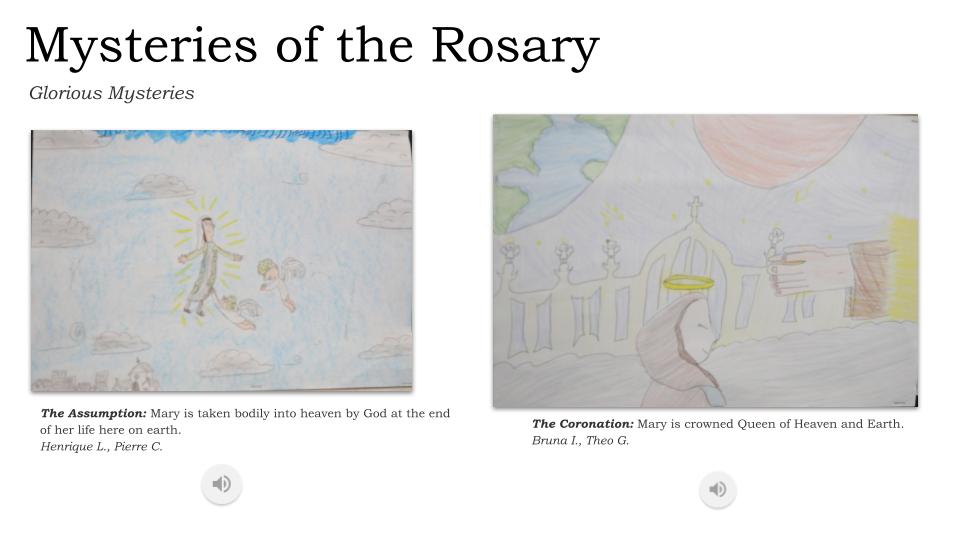 Mysteries of the Rosary
Glorious Mysteries
The Assumption: Mary is taken bodily into heaven by God at the end
of her life here on earth.
Henrique L., Pierre C.
The Coronation: Mary is crowned Queen of Heaven and Earth.
Bruna I., Theo G.